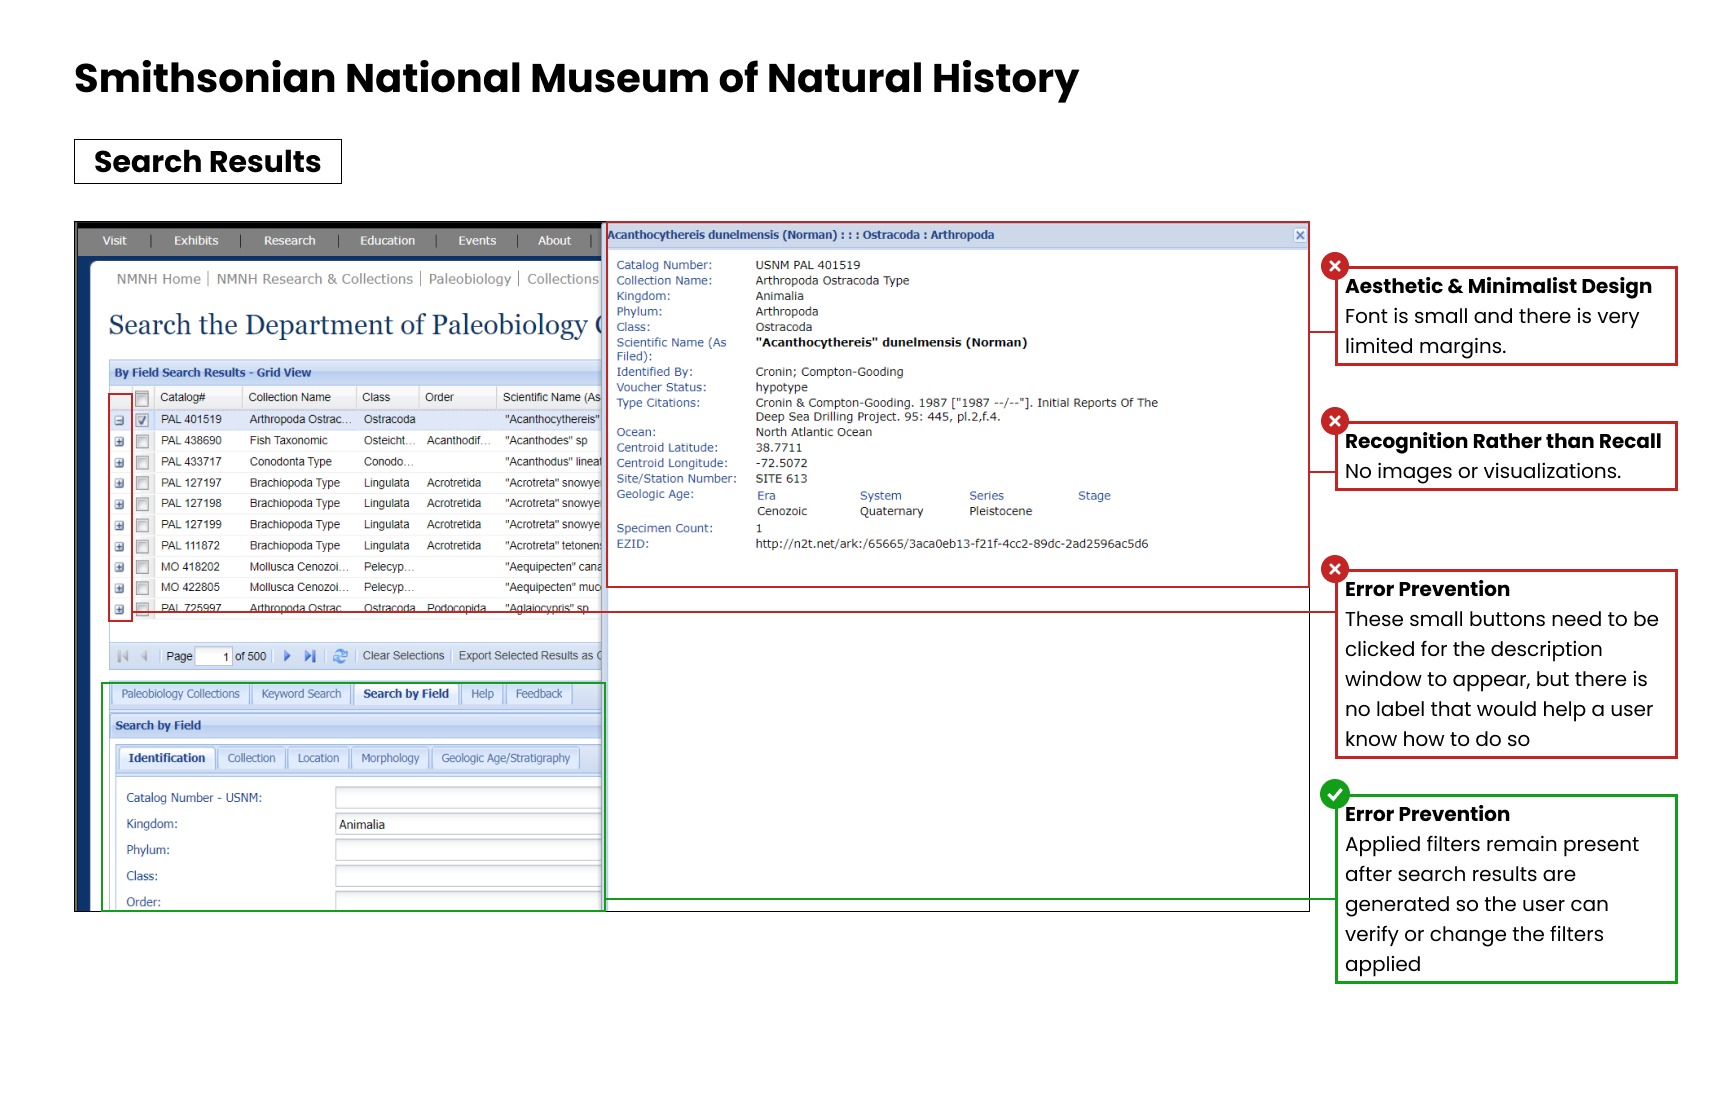 Smithsonian National Museum of Natural History
Search Results
Visit | Exhibits | Research | Education | Events | About |
NMNH Home | NMNH Research & Collections | Paleobiology | Collections
Search the Department of Paleobiology
By Field Search Results - Grid View
Catalog# Collection Name Class Order Scientific Name (As
PAL 401519 Arthropoda Ostrac... Ostracoda "Acanthocythereis"
PAL 438690 Fish Taxonomic Osteicht... Acanthodif... "Acanthodes" sp
PAL 433717 Conodonta Type Conodo... "Acanthodus" lineat
PAL 127197 Brachiopoda Type Lingulata Acrotretida "Acrotreta" snowye
PAL 127198 Brachiopoda Type Lingulata Acrotretida "Acrotreta" snowye
PAL 127199 Brachiopoda Type Lingulata Acrotretida "Acrotreta" snowye
PAL 111872 Brachiopoda Type Lingulata Acrotretida "Acrotreta" tetonens
MO 418202 Mollusca Cenozoi... Pelecyp... "Aequipecten" cana
MO 422805 Mollusca Cenozoi... Pelecyp... "Aequipecten" muc
PAL 725997 Arthropoda Ostrac... Ostracoda Podocopida "Aglaiocypris" sp
Page 1 of 500 Clear Selections Export Selected Results as
Paleobiology Collections Keyword Search Search by Field Help Feedback
Search by Field
Identification Collection Location Morphology Geologic Age/Stratigraphy
Catalog Number - USNM:
Kingdom: Animalia
Phylum:
Class:
Order:
Acanthocythereis dunelmensis (Norman) : : : Ostracoda : Arthropoda
Catalog Number: USNM PAL 401519
Collection Name: Arthropoda Ostracoda Type
Kingdom: Animalia
Phylum: Arthropoda
Class: Ostracoda
Scientific Name (As Filed): "Acanthocythereis" dunelmensis (Norman)
Identified By: Cronin; Compton-Gooding
Voucher Status: hypotype
Type Citations: Cronin & Compton-Gooding. 1987 ["1987 --/--"]. Initial Reports Of The
Deep Sea Drilling Project. 95: 445, pl.2,f.4.
Ocean: North Atlantic Ocean
Centroid Latitude: 38.7711
Centroid Longitude: -72.5072
Site/Station Number: SITE 613
Geologic Age: Era System Series Stage
Cenozoic Quaternary Pleistocene
Specimen Count: 1
EZID: http://n2t.net/ark:/65665/3aca0eb13-f21f-4cc2-89dc-2ad2596ac5d6
Aesthetic & Minimalist Design
Font is small and there is very
limited margins.
Recognition Rather than Recall
No images or visualizations.
Error Prevention
These small buttons need to be
clicked for the description
window to appear, but there is
no label that would help a user
know how to do so
Error Prevention
Applied filters remain present
after search results are
generated so the user can
verify or change the filters
applied